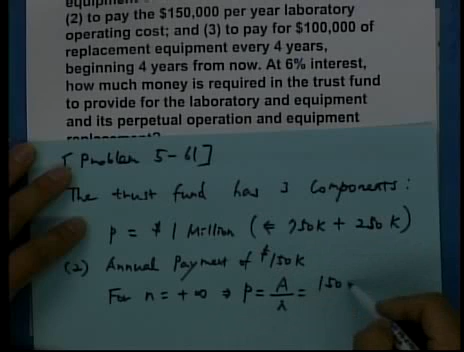 (2) to pay the $150,000 per year laboratory
operating cost; and (3) to pay for $100,000 of
replacement equipment every 4 years,
beginning 4 years from now. At 6% interest,
how much money is required in the trust fund
to provide for the laboratory and equipment
and its perpetual operation and equipment
[Problem 5-61]
The trust fund has 3 components:
P = $1 Million (← 750K + 250K)
(2) Annual Payment of $150K
For n = +∞ ⇒ P = A/i = 150